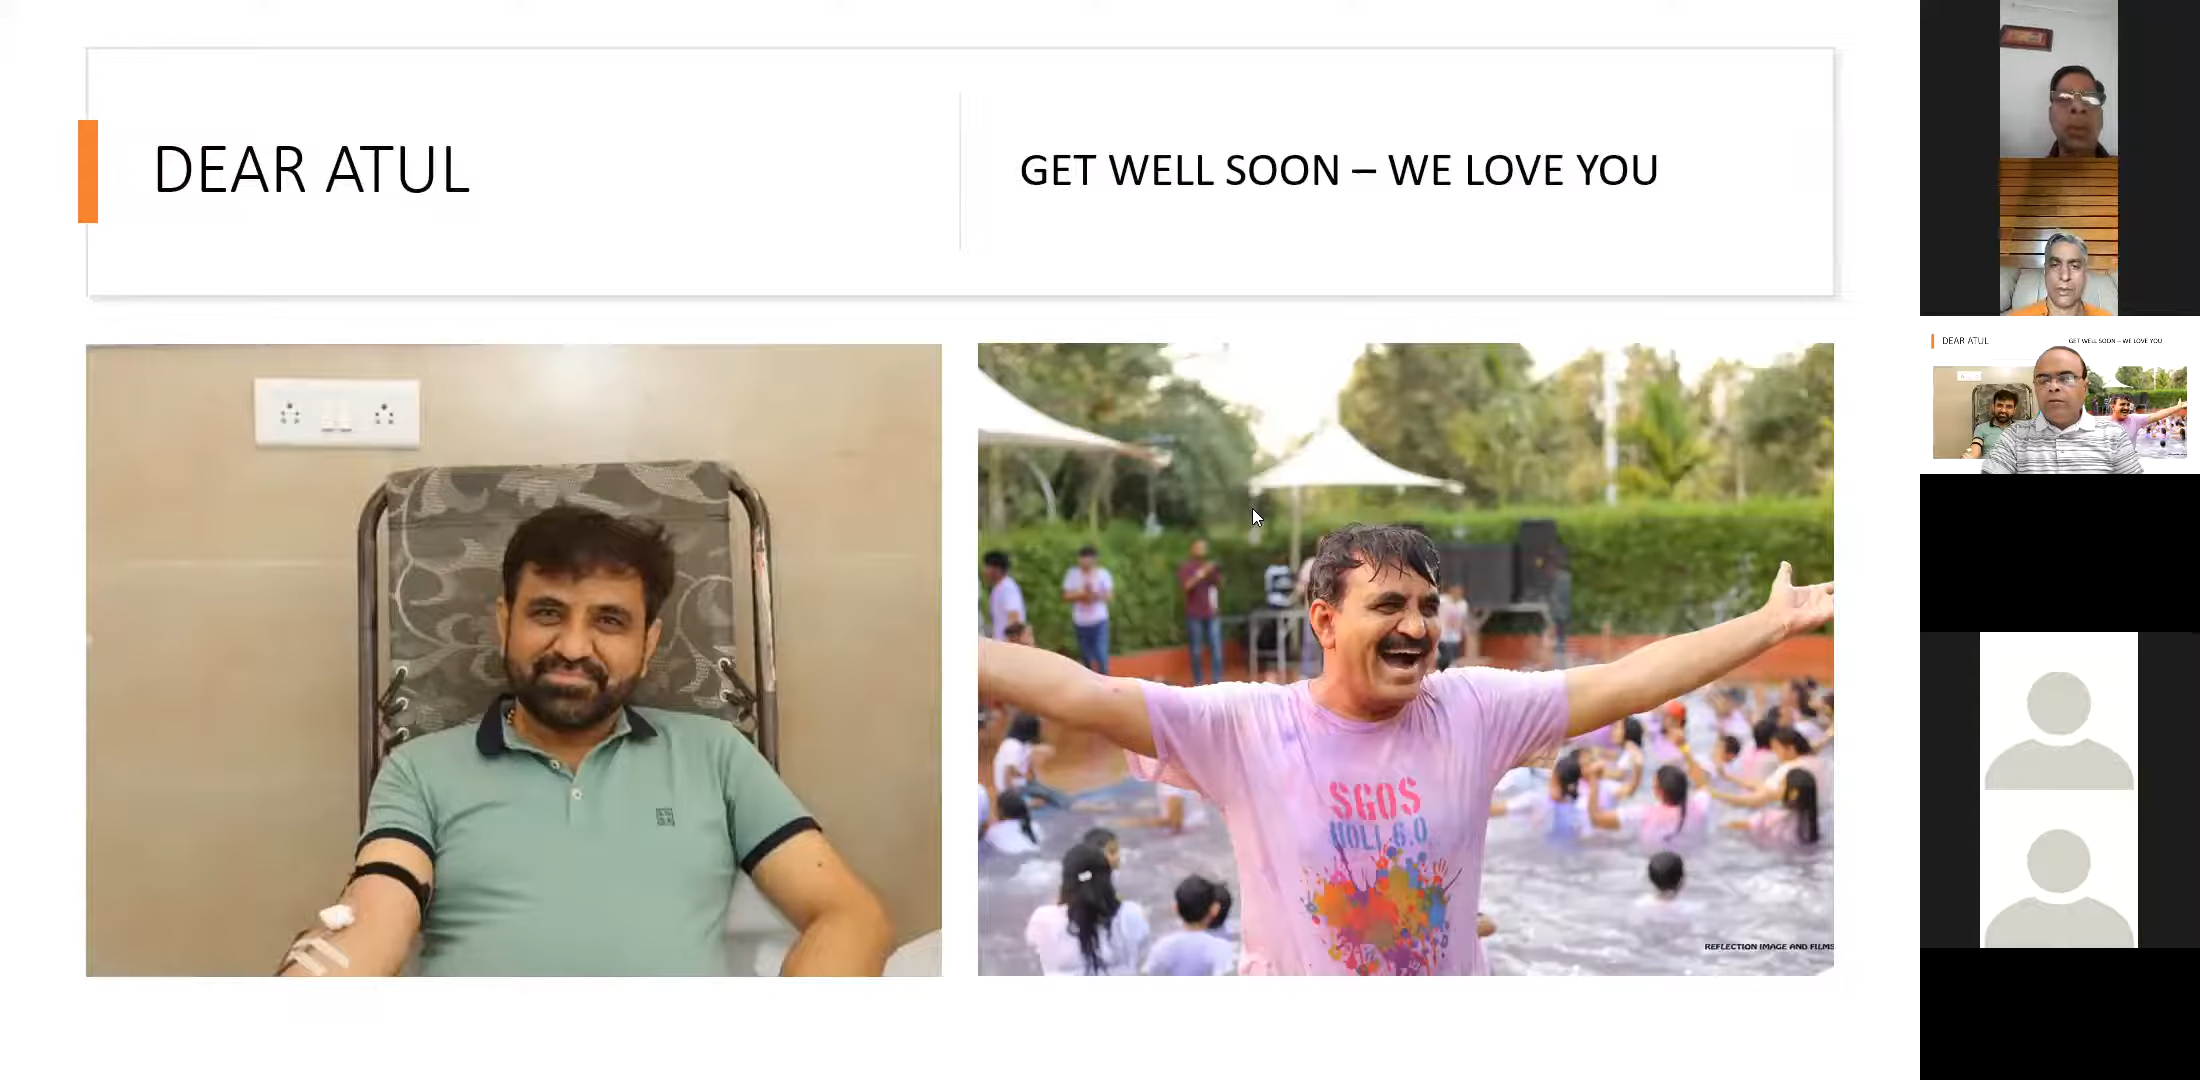 DEAR ATUL
GET WELL SOON – WE LOVE YOU
SGOS
HOLI 6.0
REFLECTION IMAGE AND FILMS
DEAR ATUL
GET WELL SOON – WE LOVE YOU